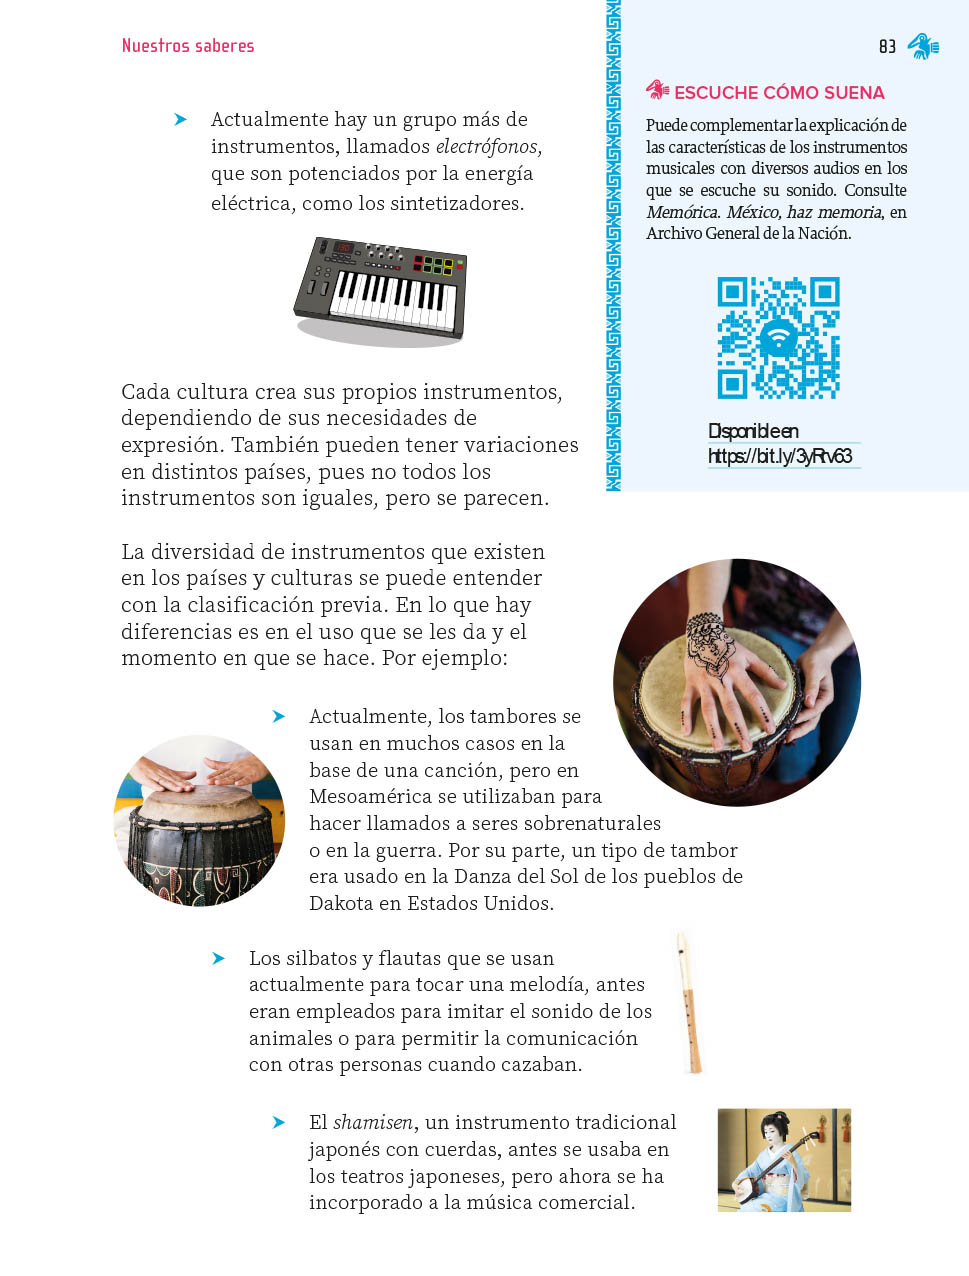 Nuestros saberes
83
Actualmente hay un grupo más de
instrumentos, llamados electrófonos,
que son potenciados por la energía
eléctrica, como los sintetizadores.
ESCUCHE CÓMO SUENA
Puede complementar la explicación de
las características de los instrumentos
musicales con diversos audios en los
que se escuche su sonido. Consulte
Memórica. México, haz memoria, en
Archivo General de la Nación.
Disponible en
https://bit.ly/3yRrv63
Cada cultura crea sus propios instrumentos,
dependiendo de sus necesidades de
expresión. También pueden tener variaciones
en distintos países, pues no todos los
instrumentos son iguales, pero se parecen.
La diversidad de instrumentos que existen
en los países y culturas se puede entender
con la clasificación previa. En lo que hay
diferencias es en el uso que se les da y el
momento en que se hace. Por ejemplo:
Actualmente, los tambores se
usan en muchos casos en la
base de una canción, pero en
Mesoamérica se utilizaban para
hacer llamados a seres sobrenaturales
o en la guerra. Por su parte, un tipo de tambor
era usado en la Danza del Sol de los pueblos de
Dakota en Estados Unidos.
Los silbatos y flautas que se usan
actualmente para tocar una melodía, antes
eran empleados para imitar el sonido de los
animales o para permitir la comunicación
con otras personas cuando cazaban.
El shamisen, un instrumento tradicional
japonés con cuerdas, antes se usaba en
los teatros japoneses, pero ahora se ha
incorporado a la música comercial.